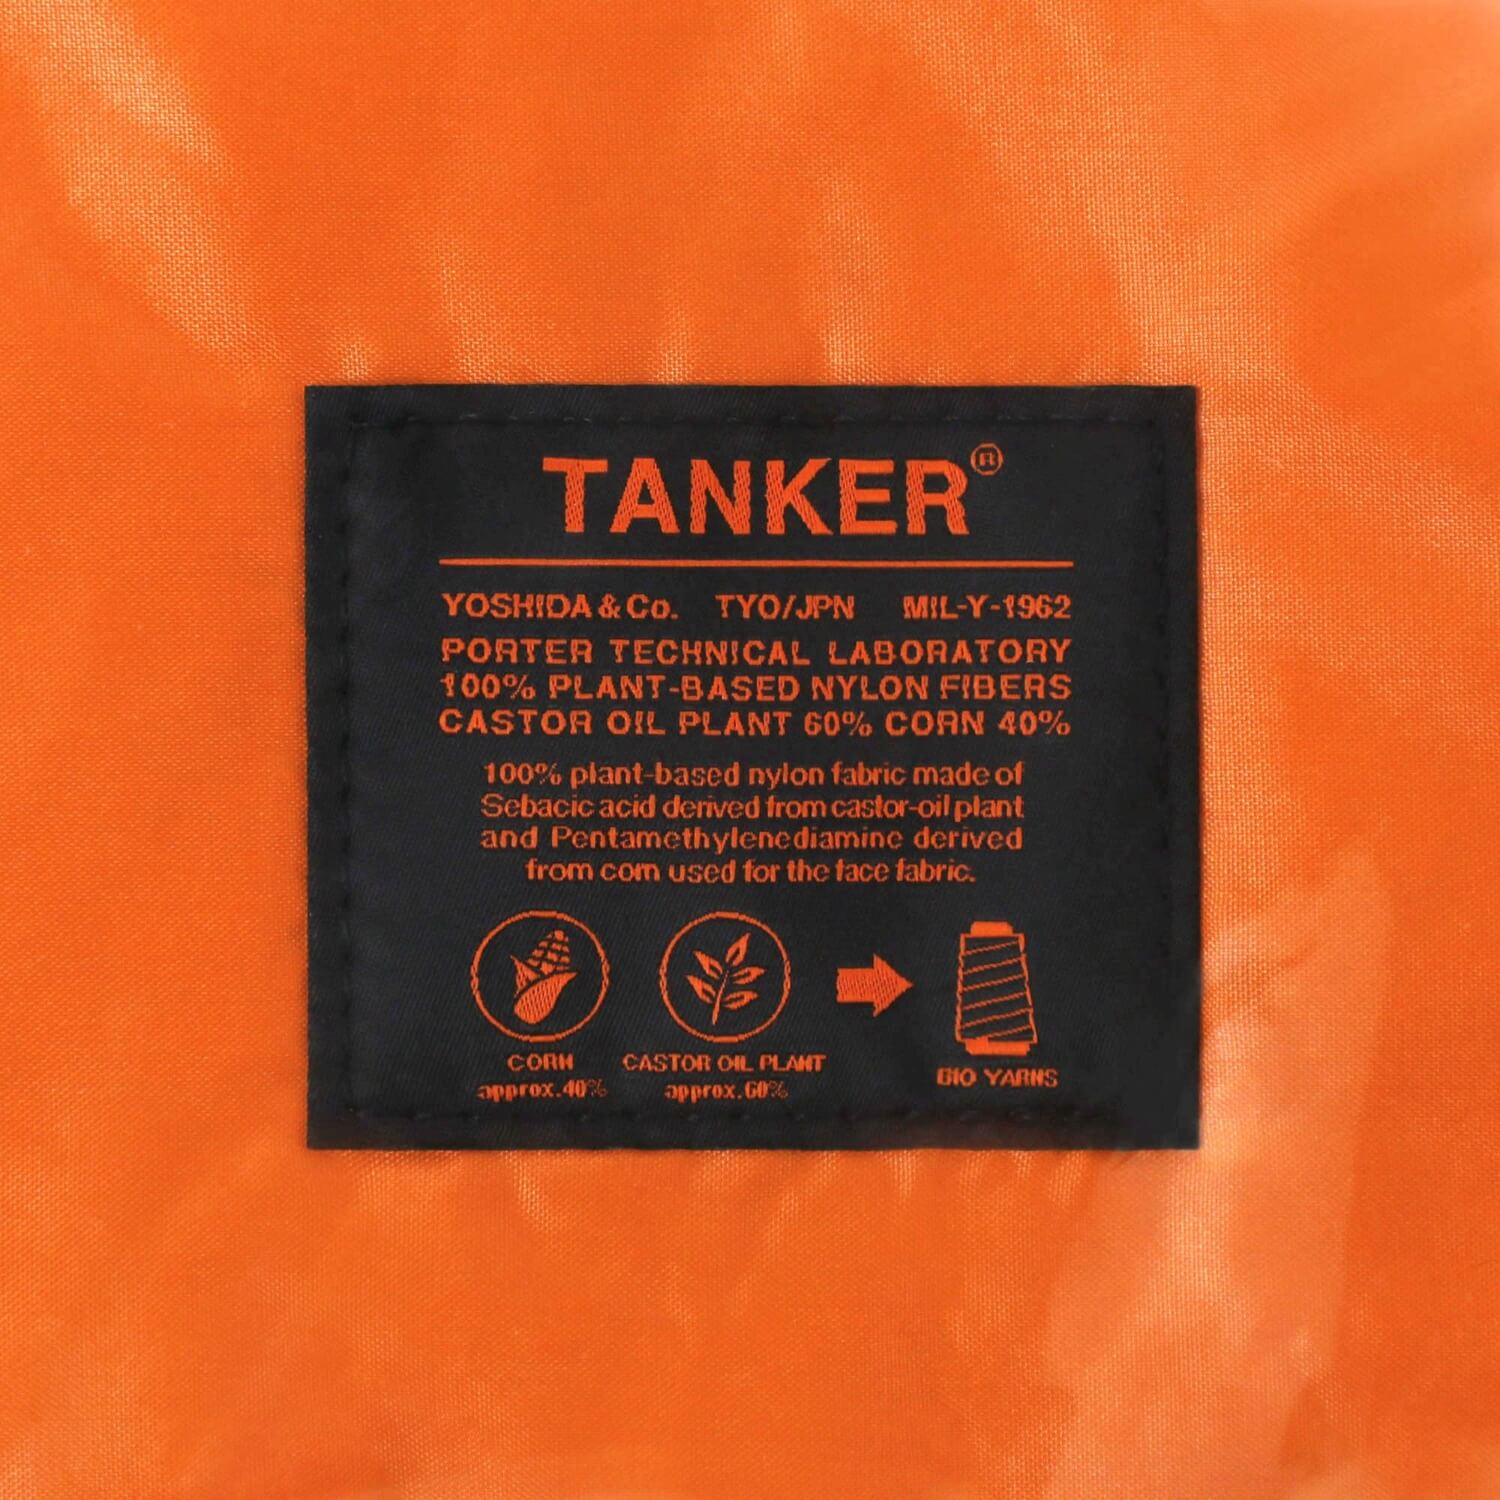 TANKER®
YOSHIDA & Co. TYO/JPN MIL-Y-1962
PORTER TECHNICAL LABORATORY
100% PLANT-BASED NYLON FIBERS
CASTOR OIL PLANT 60% CORN 40%
100% plant-based nylon fabric made of
Sebacic acid derived from castor-oil plant
and Pentamethylenediamine derived
from corn used for the face fabric.
CORN
approx.40%
CASTOR OIL PLANT
approx.60%
BIO YARNS